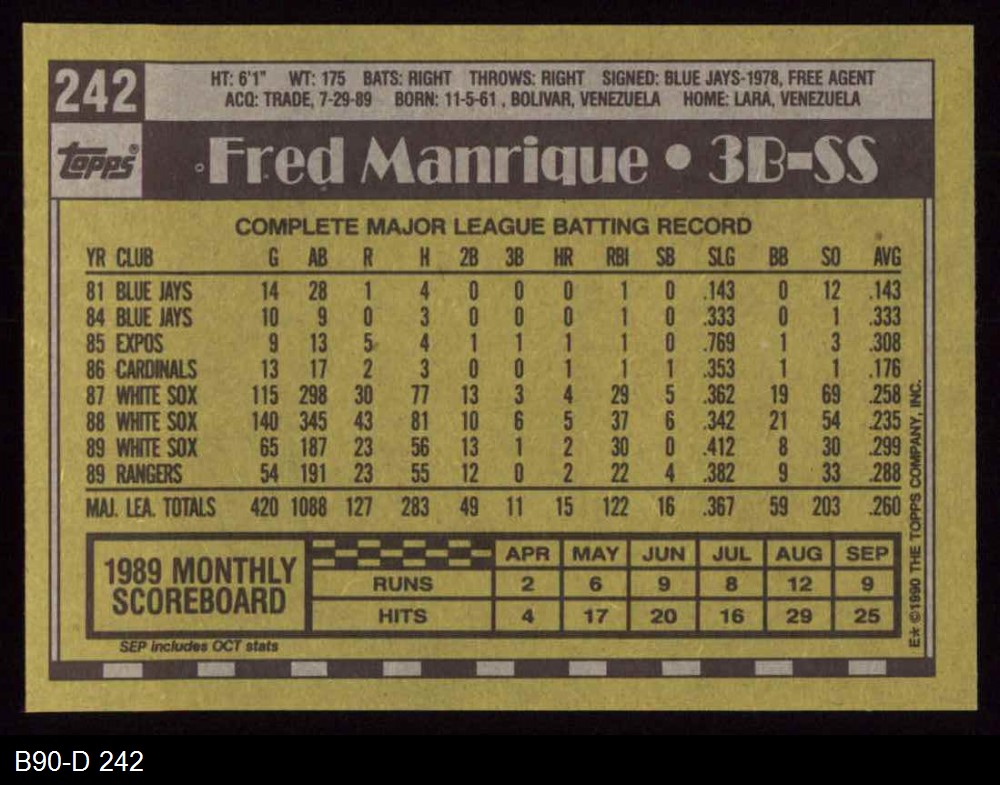 242
HT: 6'1" WT: 175 BATS: RIGHT THROWS: RIGHT SIGNED: BLUE JAYS-1978, FREE AGENT
ACQ: TRADE, 7-29-89 BORN: 11-5-61 , BOLIVAR, VENEZUELA HOME: LARA, VENEZUELA
Topps®
Fred Manrique • 3B-SS
COMPLETE MAJOR LEAGUE BATTING RECORD
YR CLUB G AB R H 2B 3B HR RBI SB SLG BB SO AVG
81 BLUE JAYS 14 28 1 4 0 0 0 1 0 .143 0 12 .143
84 BLUE JAYS 10 9 0 3 0 0 0 1 0 .333 0 1 .333
85 EXPOS 9 13 5 4 1 1 1 1 0 .769 1 3 .308
86 CARDINALS 13 17 2 3 0 0 1 1 1 .353 1 1 .176
87 WHITE SOX 115 298 30 77 13 3 4 29 5 .362 19 69 .258
88 WHITE SOX 140 345 43 81 10 6 5 37 6 .342 21 54 .235
89 WHITE SOX 65 187 23 56 13 1 2 30 0 .412 8 30 .299
89 RANGERS 54 191 23 55 12 0 2 22 4 .382 9 33 .288
MAJ. LEA. TOTALS 420 1088 127 283 49 11 15 122 16 .367 59 203 .260
1989 MONTHLY
SCOREBOARD
APR MAY JUN JUL AUG SEP
RUNS 2 6 9 8 12 9
HITS 4 17 20 16 29 25
SEP includes OCT stats
E* ©1990 THE TOPPS COMPANY, INC.
B90-D 242